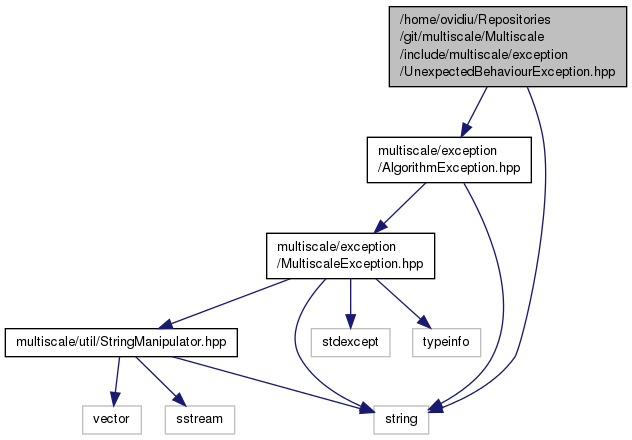 /home/ovidiu/Repositories
/git/multiscale/Multiscale
/include/multiscale/exception
/UnexpectedBehaviourException.hpp
multiscale/exception
/AlgorithmException.hpp
multiscale/exception
/MultiscaleException.hpp
multiscale/util/StringManipulator.hpp
stdexcept
typeinfo
vector
sstream
string